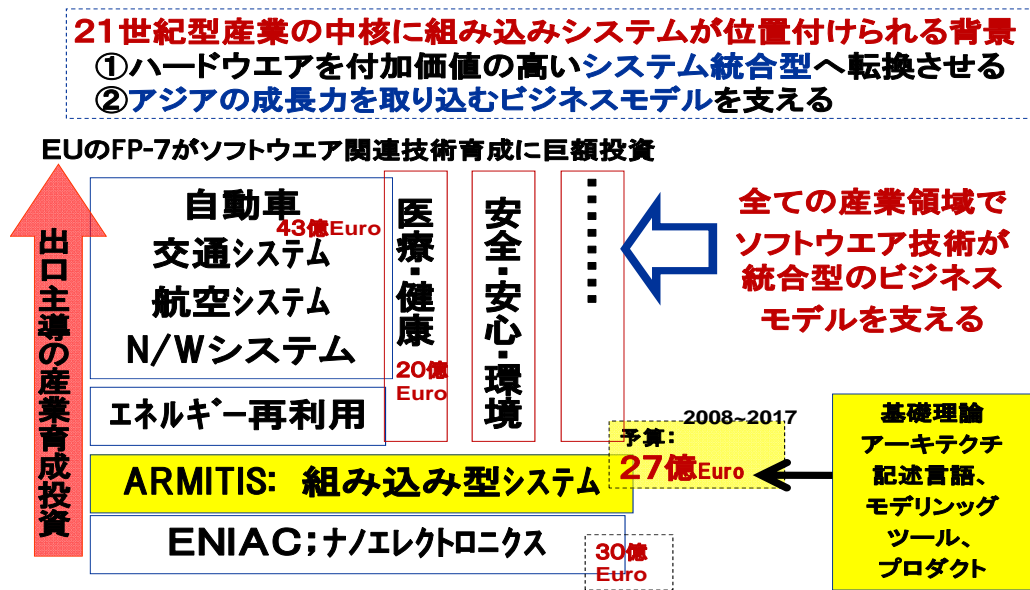 21世紀型産業の中核に組み込みシステムが位置付けられる背景
①ハードウエアを付加価値の高いシステム統合型へ転換させる
②アジアの成長力を取り込むビジネスモデルを支える
EUのFP-7がソフトウエア関連技術育成に巨額投資
出口主導の産業育成投資
自動車
43億Euro
交通システム
航空システム
N/Wシステム
エネルギー再利用
医療・健康
20億
Euro
安全・安心・環境
全ての産業領域で
ソフトウエア技術が
統合型のビジネス
モデルを支える
2008~2017
予算:
27億Euro
ARMITIS: 組み込み型システム
ENIAC;ナノエレクトロニクス
30億
Euro
基礎理論
アーキテクチ
記述言語、
モデリンッグ
ツール、
プロダクト